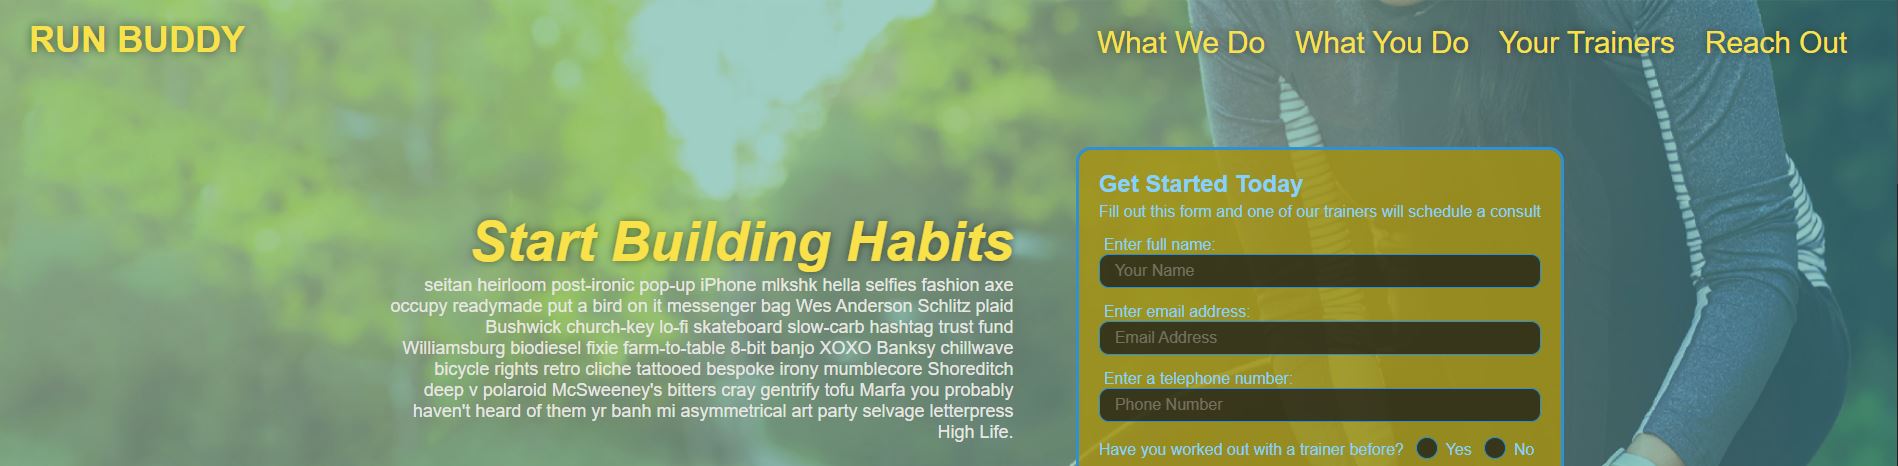 RUN BUDDY
What We Do
What You Do
Your Trainers
Reach Out
Start Building Habits
seitan heirloom post-ironic pop-up iPhone mlkshk hella selfies fashion axe
occupy readymade put a bird on it messenger bag Wes Anderson Schlitz plaid
Bushwick church-key lo-fi skateboard slow-carb hashtag trust fund
Williamsburg biodiesel fixie farm-to-table 8-bit banjo XOXO Banksy chillwave
bicycle rights retro cliche tattooed bespoke irony mumblecore Shoreditch
deep v polaroid McSweeney's bitters cray gentrify tofu Marfa you probably
haven't heard of them yr banh mi asymmetrical art party selvage letterpress
High Life.
Get Started Today
Fill out this form and one of our trainers will schedule a consult
Enter full name:
Your Name
Enter email address:
Email Address
Enter a telephone number:
Phone Number
Have you worked out with a trainer before? Yes No